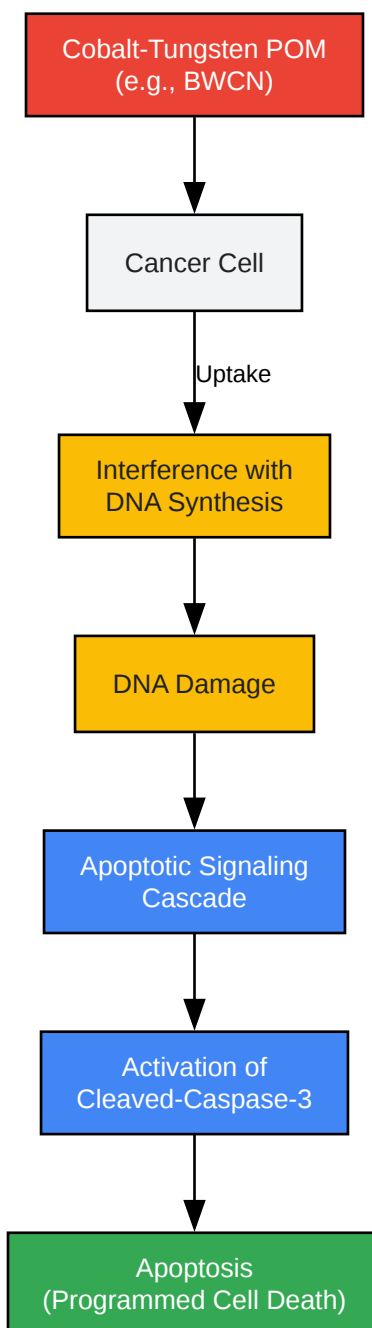 Cobalt-Tungsten POM
(e.g., BWCN)
Cancer Cell
Uptake
Interference with
DNA Synthesis
DNA Damage
Apoptotic Signaling
Cascade
Activation of
Cleaved-Caspase-3
Apoptosis
(Programmed Cell Death)